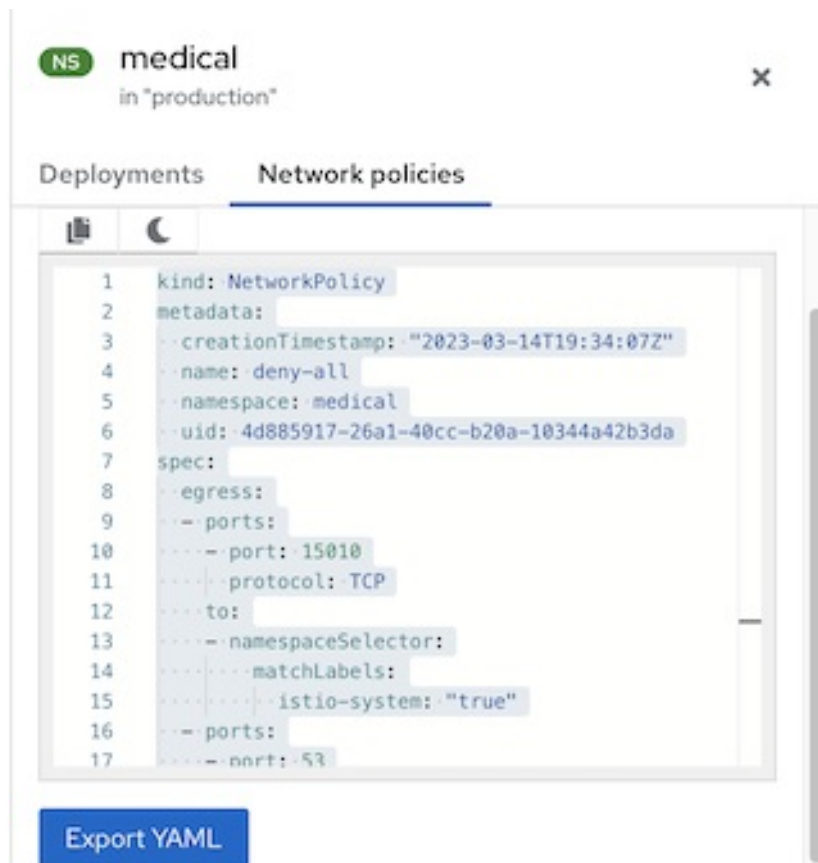 NS medical
in "production"
Deployments Network policies
1 kind: NetworkPolicy
2 metadata:
3 creationTimestamp: "2023-03-14T19:34:07Z"
4 name: deny-all
5 namespace: medical
6 uid: 4d885917-26a1-40cc-b20a-10344a42b3da
7 spec:
8 egress:
9 - ports:
10 - port: 15010
11 protocol: TCP
12 to:
13 - namespaceSelector:
14 matchLabels:
15 istio-system: "true"
16 - ports:
17 - port: 53
Export YAML